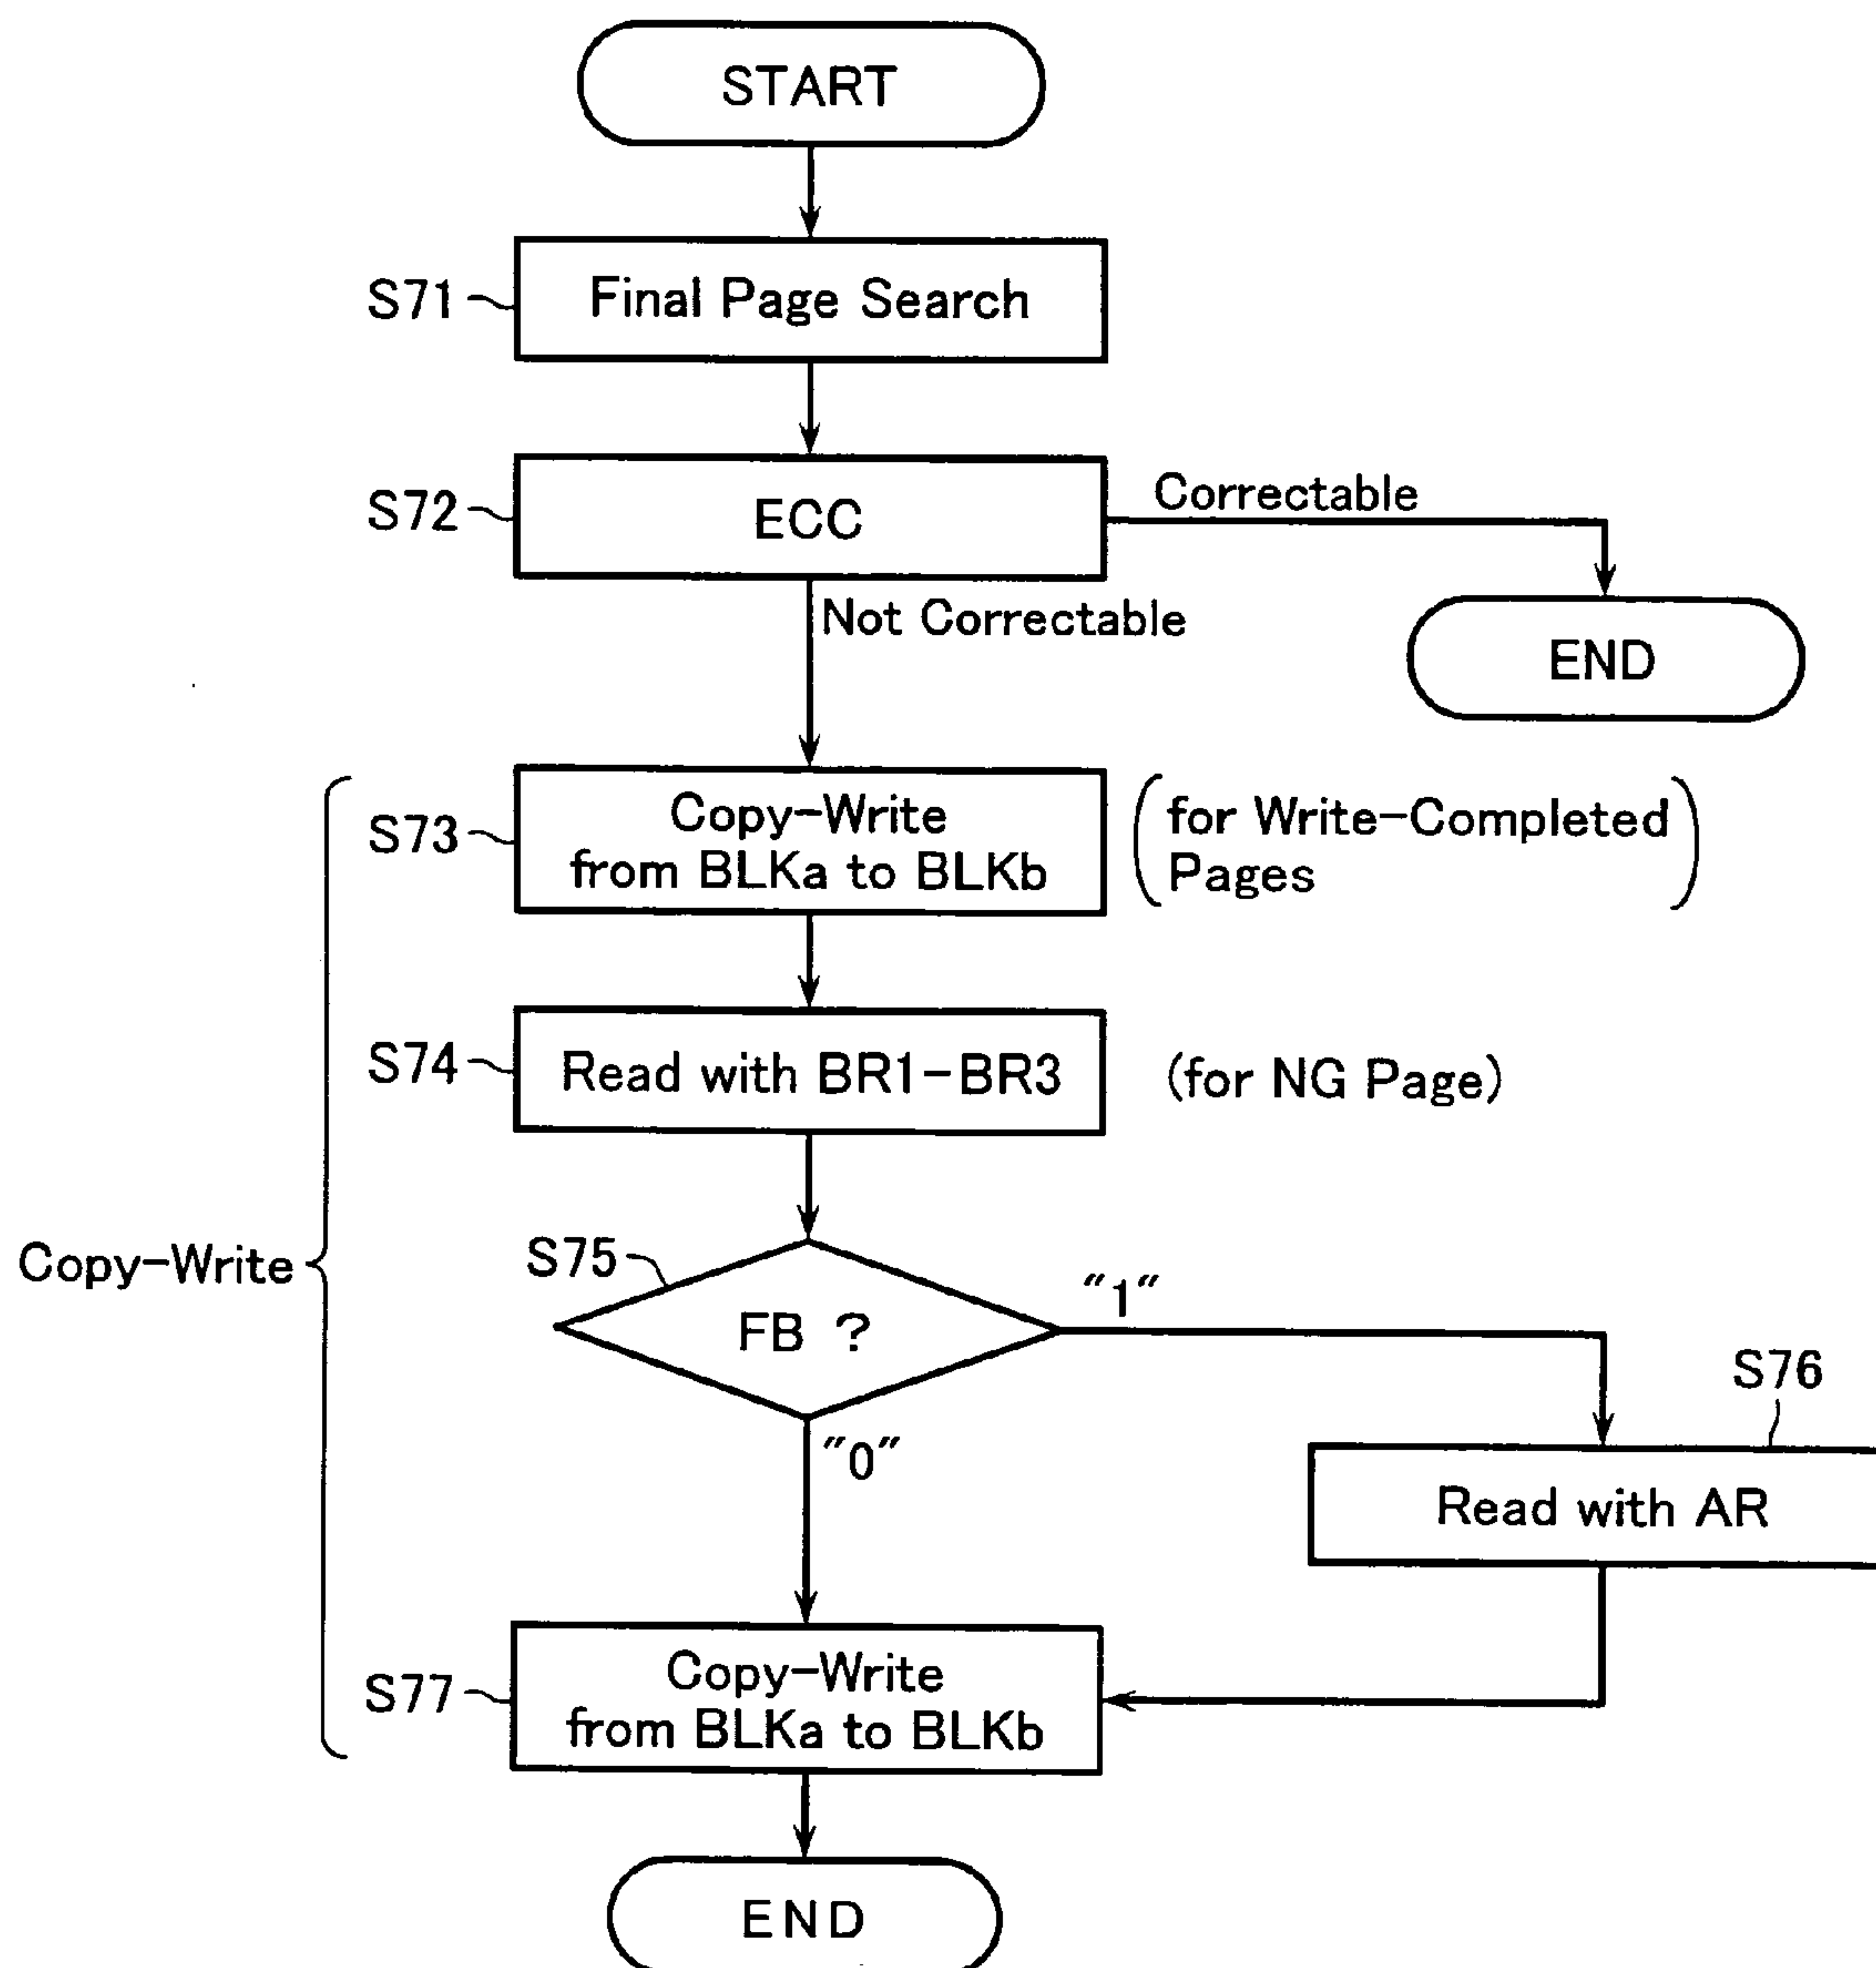 START
S71
Final Page Search
S72
ECC
Correctable
Not Correctable
END
S73
Copy-Write
from BLKa to BLKb
(for Write-Completed
Pages)
S74
Read with BR1-BR3
(for NG Page)
Copy-Write
S75
FB ?
"1"
"0"
S76
Read with AR
S77
Copy-Write
from BLKa to BLKb
END